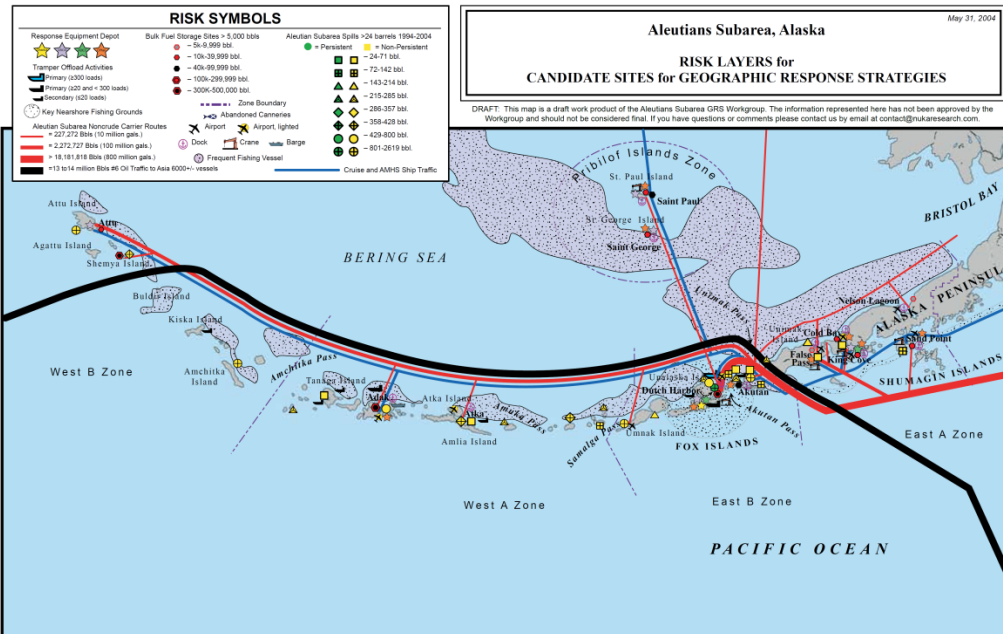 RISK SYMBOLS
Response Equipment Depot
Tramper Offload Activities
Primary (≥300 loads)
Primary (≥20 and < 300 loads)
Secondary (≤20 loads)
Key Nearshore Fishing Grounds
Aleutian Subarea Noncrude Carrier Routes
= 227,272 Bbls (10 million gals.)
= 2,272,727 Bbls (100 million gals.)
> 18,181,818 Bbls (800 million gals.)
=13 to14 million Bbls #6 Oil Traffic to Asia 6000+/- vessels
Bulk Fuel Storage Sites > 5,000 bbls
– 5k-9,999 bbl.
– 10k-39,999 bbl.
– 40k-99,999 bbl.
– 100k-299,999 bbl.
– 300K-500,000 bbl.
Zone Boundary
Abandoned Canneries
Airport
Airport, lighted
Dock
Crane
Barge
Frequent Fishing Vessel
Cruise and AMHS Ship Traffic
Aleutian Subarea Spills >24 barrels 1994-2004
= Persistent
= Non-Persistent
–24-71 bbl.
–72-142 bbl.
–143-214 bbl.
–215-285 bbl.
–286-357 bbl.
–358-428 bbl.
–429-800 bbl.
–801-2619 bbl.
May 31, 2004
Aleutians Subarea, Alaska
RISK LAYERS for
CANDIDATE SITES for GEOGRAPHIC RESPONSE STRATEGIES
DRAFT: This map is a draft work product of the Aleutians Subarea GRS Workgroup. The information represented here has not been approved by the
Workgroup and should not be considered final. If you have questions or comments please contact us by email at contact@nukaresearch.com.
Pribilof Islands Zone
St. Paul Island
Saint Paul
St. George Island
Saint George
BRISTOL BAY
Attu Island
Attu
Agattu Island
Shemya Island
BERING SEA
Buldir Island
Kiska Island
Unimak Pass
Nelson Lagoon
ALASKA PENINSULA
Cold Bay
False
Pass
King Cove
Sand Point
SHUMAGIN ISLANDS
West B Zone
Amchitka
Island
Amchitka Pass
Tanaga Island
Adak
Atka Island
Atka
Amlia Island
Amukta Pass
Samalga Pass
Umnak Island
Dutch Harbor
Akutan
Akutan Pass
FOX ISLANDS
East A Zone
West A Zone
East B Zone
PACIFIC OCEAN